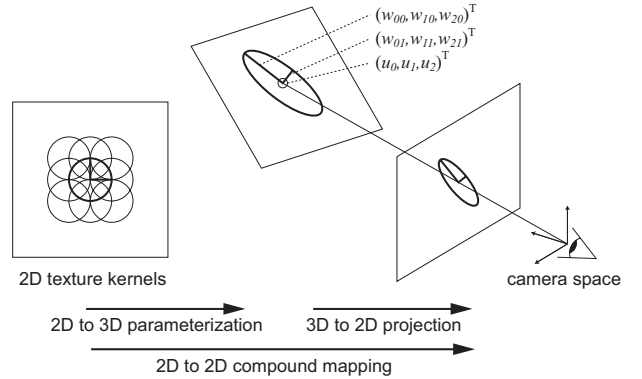 (w₀₀,w₁₀,w₂₀)ᵀ
(w₀₁,w₁₁,w₂₁)ᵀ
(u₀,u₁,u₂)ᵀ
2D texture kernels
camera space
2D to 3D parameterization
3D to 2D projection
2D to 2D compound mapping